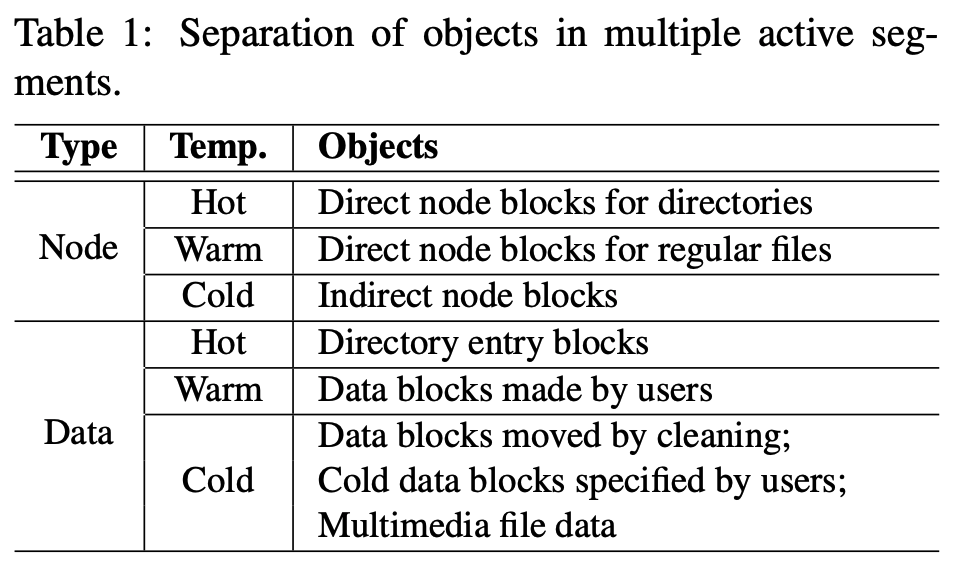 Table 1: Separation of objects in multiple active seg-
ments.
Type Temp. Objects
Node
Hot Direct node blocks for directories
Warm Direct node blocks for regular files
Cold Indirect node blocks
Data
Hot Directory entry blocks
Warm Data blocks made by users
Cold
Data blocks moved by cleaning;
Cold data blocks specified by users;
Multimedia file data